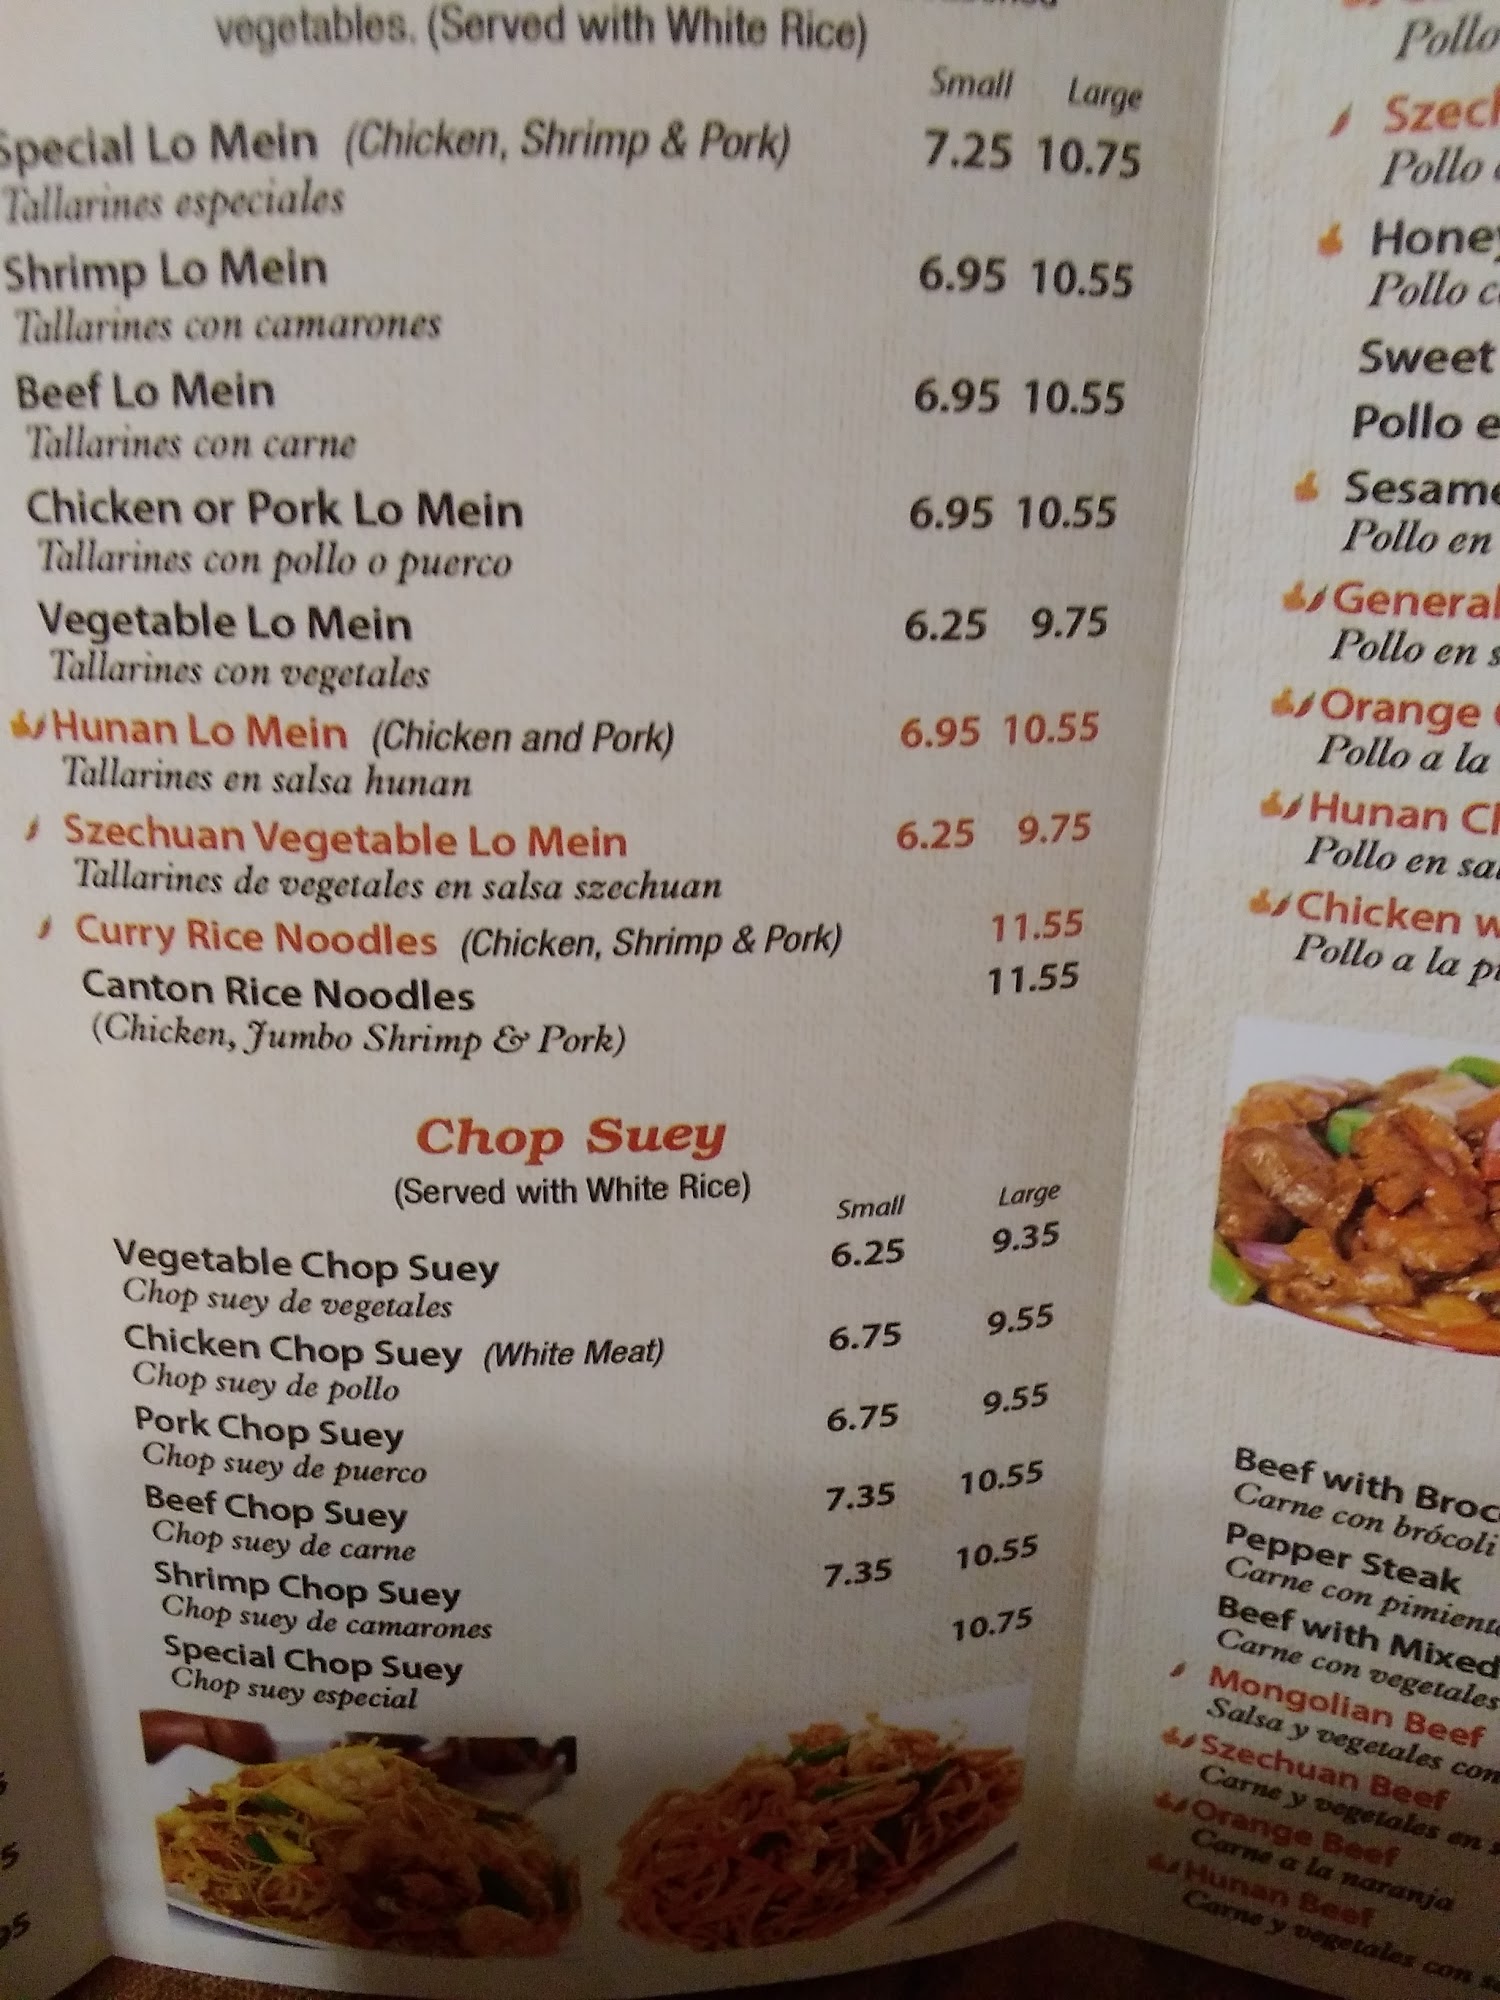 vegetables. (Served with White Rice)
Small Large
Special Lo Mein (Chicken, Shrimp & Pork) 7.25 10.75
Tallarines especiales
Shrimp Lo Mein 6.95 10.55
Tallarines con camarones
Beef Lo Mein 6.95 10.55
Tallarines con carne
Chicken or Pork Lo Mein 6.95 10.55
Tallarines con pollo o puerco
Vegetable Lo Mein 6.25 9.75
Tallarines con vegetales
Hunan Lo Mein (Chicken and Pork) 6.95 10.55
Tallarines en salsa hunan
Szechuan Vegetable Lo Mein 6.25 9.75
Tallarines de vegetales en salsa szechuan
Curry Rice Noodles (Chicken, Shrimp & Pork) 11.55
Canton Rice Noodles 11.55
(Chicken, Jumbo Shrimp & Pork)
Chop Suey
(Served with White Rice)
Small Large
Vegetable Chop Suey 6.25 9.35
Chop suey de vegetales
Chicken Chop Suey (White Meat) 6.75 9.55
Chop suey de pollo
Pork Chop Suey 6.75 9.55
Chop suey de puerco
Beef Chop Suey 7.35 10.55
Chop suey de carne
Shrimp Chop Suey 7.35 10.55
Chop suey de camarones
Special Chop Suey 10.75
Chop suey especial
Pollo
Szech
Pollo
Honey
Pollo c
Sweet
Pollo e
Sesame
Pollo en
General
Pollo en s
Orange
Pollo a la
Hunan Ch
Pollo en sal
Chicken w
Pollo a la pi
Beef with Broc
Carne con brócoli
Pepper Steak
Carne con pimient
Beef with Mixed
Carne con vegetales
Mongolian Beef
Salsa y vegetales con
Szechuan Beef
Carne y vegetales en s
Orange Beef
Carne a la naranja
Hunan Beef
Carne y vegetales con sa